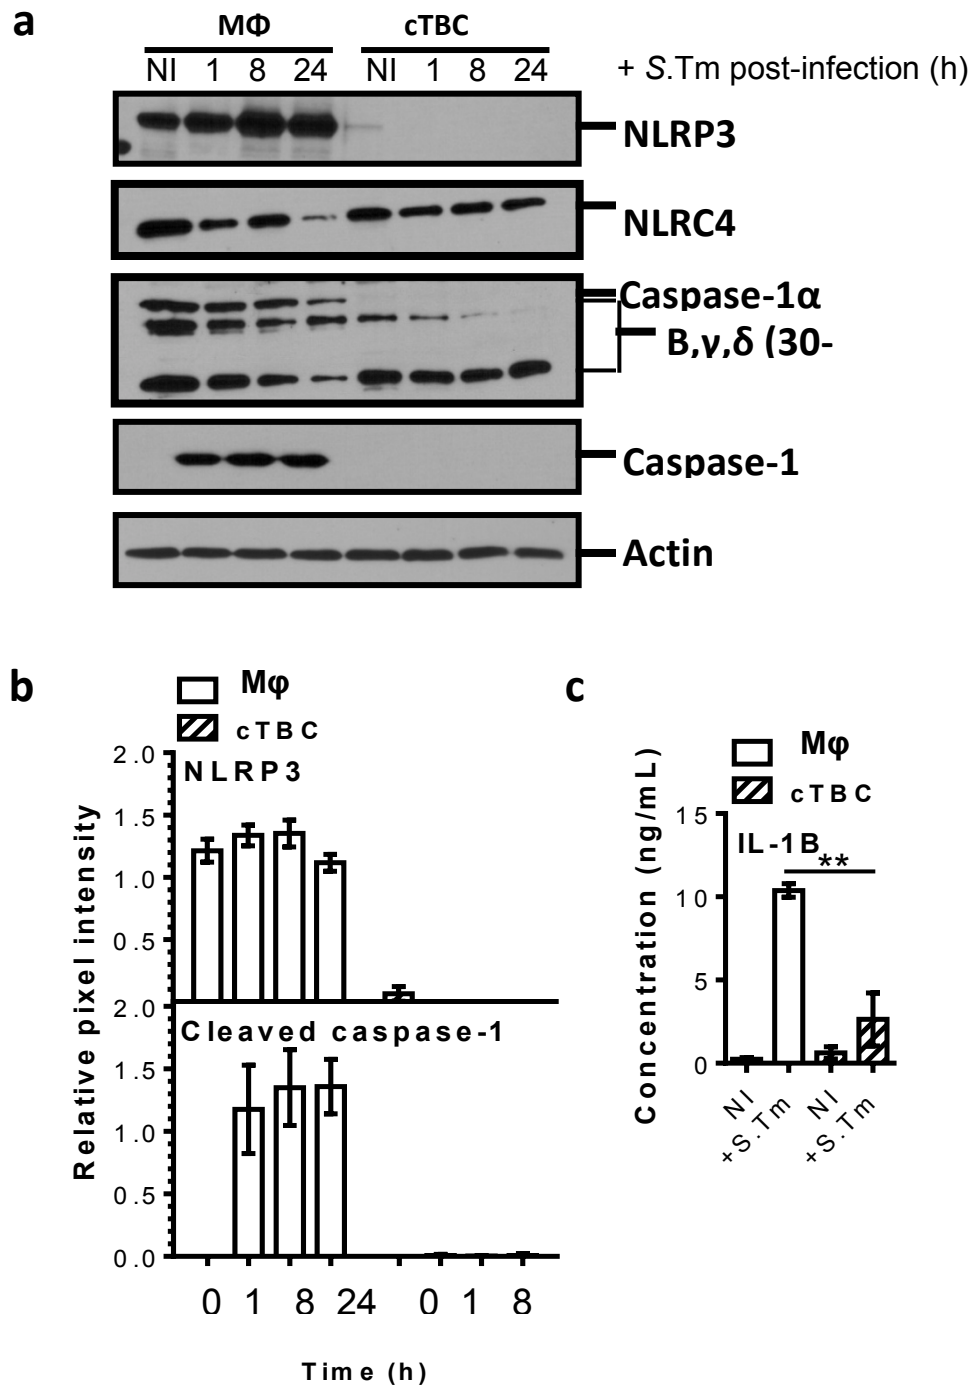 a
MΦ cTBC
NI 1 8 24 NI 1 8 24 + S.Tm post-infection (h)
NLRP3
NLRC4
Caspase-1α
B,γ,δ (30-
Caspase-1
Actin
b
Mφ
cTBC
2.0
NLRP3
1.5
1.0
0.5
2.0
Cleaved caspase-1
1.5
1.0
0.5
0.0
0 1 8 24 0 1 8
Time (h)
Relative pixel intensity
c
Mφ
cTBC
15
IL-1B
**
10
5
0
NI +S.Tm NI +S.Tm
Concentration (ng/mL)